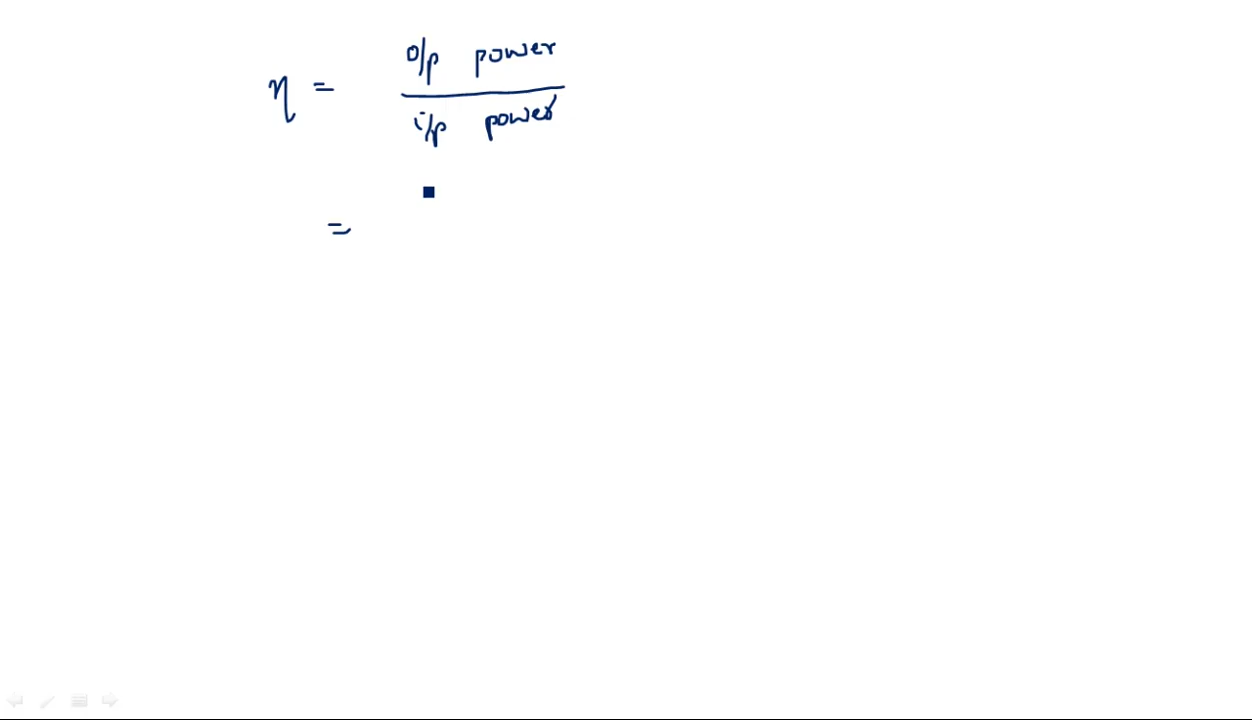 η = o/p power
i/p power
=